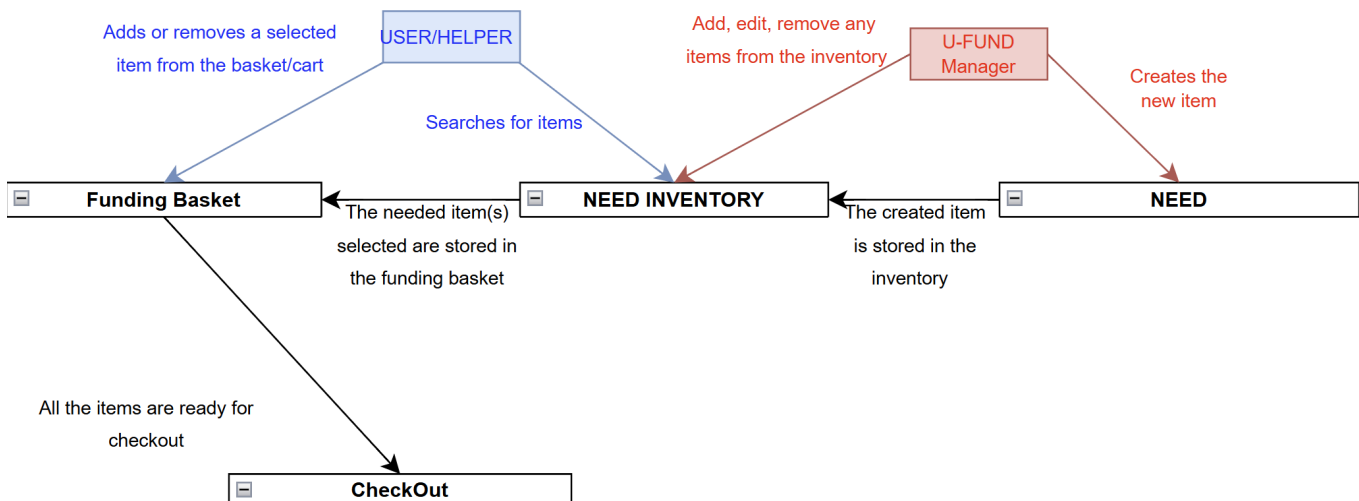 Adds or removes a selected
item from the basket/cart
USER/HELPER
Searches for items
Add, edit, remove any
items from the inventory
U-FUND
Manager
Creates the
new item
Funding Basket
The needed item(s)
selected are stored in
the funding basket
NEED INVENTORY
The created item
is stored in the
inventory
NEED
All the items are ready for
checkout
CheckOut